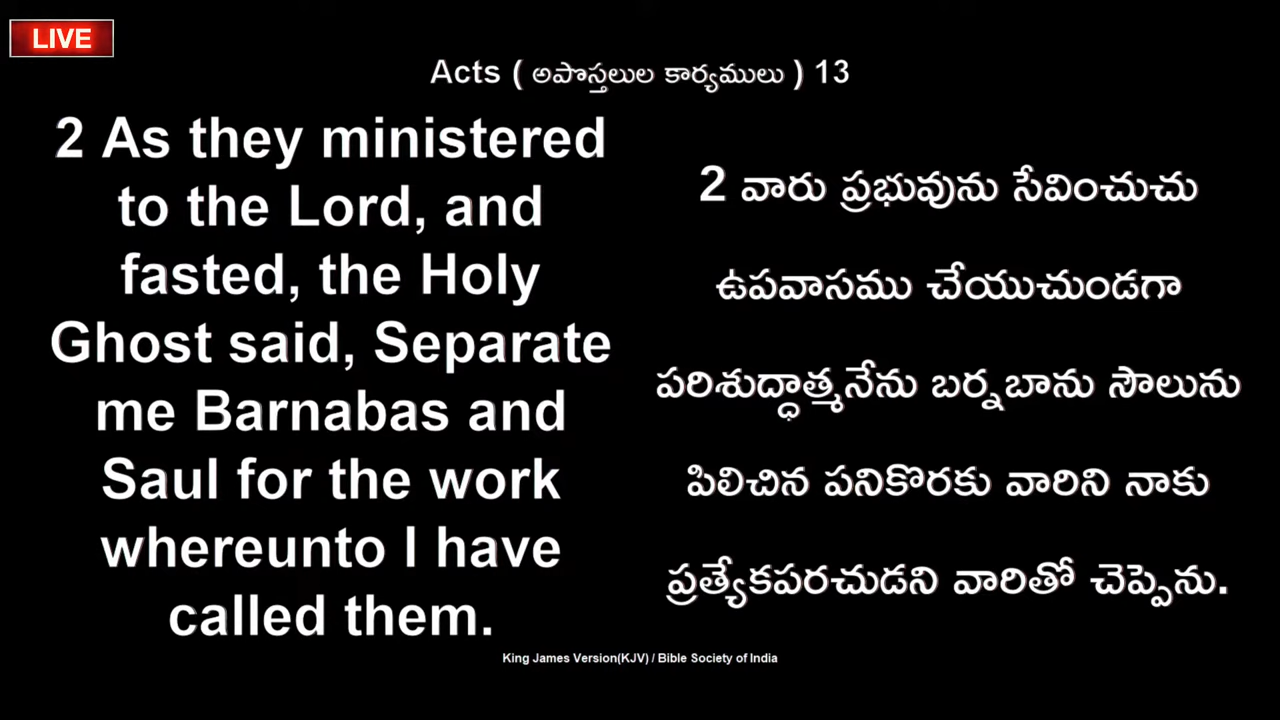 LIVE
Acts ( అపొస్తలుల కార్యములు ) 13
2 As they ministered
to the Lord, and
fasted, the Holy
Ghost said, Separate
me Barnabas and
Saul for the work
whereunto I have
called them.
2 వారు ప్రభువును సేవించుచు
ఉపవాసము చేయుచుండగా
పరిశుద్ధాత్మనేను బర్నబాను సౌలును
పిలిచిన పనికొరకు వారిని నాకు
ప్రత్యేకపరచుడని వారితో చెప్పెను.
King James Version(KJV) / Bible Society of India